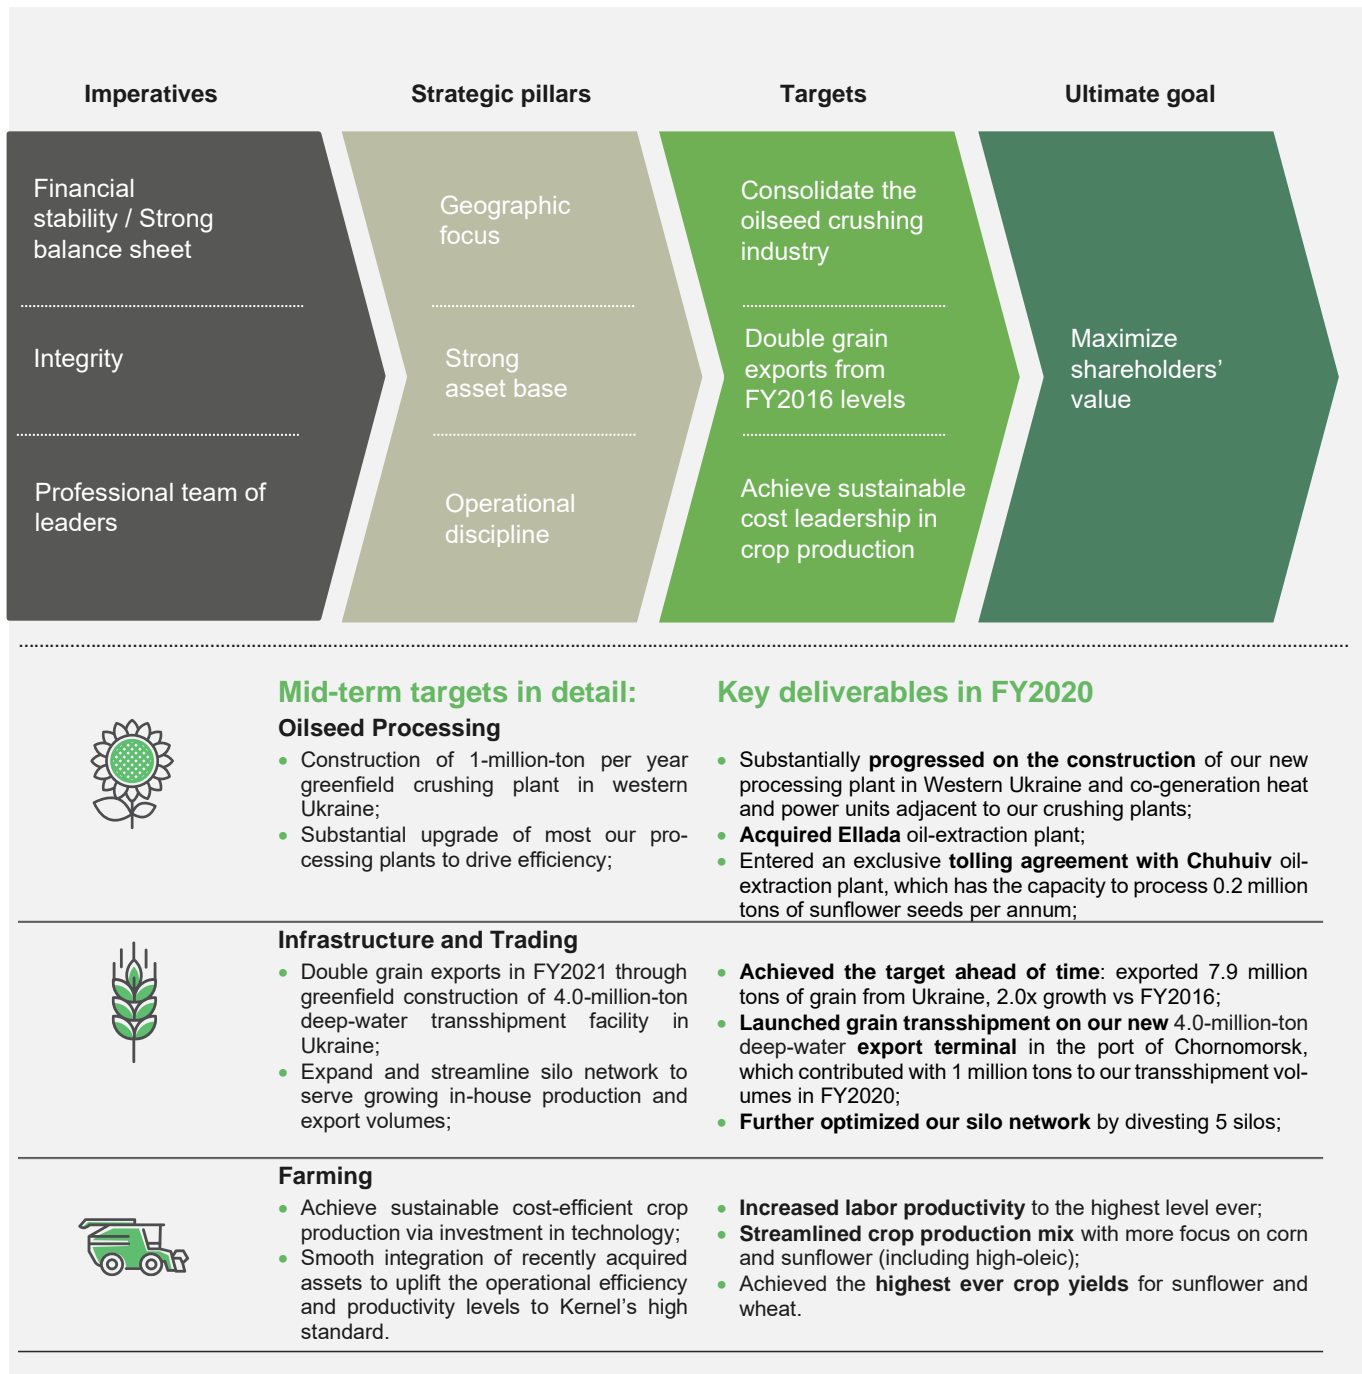 Imperatives
Strategic pillars
Targets
Ultimate goal
Financial
stability / Strong
balance sheet
Integrity
Professional team of
leaders
Geographic
focus
Strong
asset base
Operational
discipline
Consolidate the
oilseed crushing
industry
Double grain
exports from
FY2016 levels
Achieve sustainable
cost leadership in
crop production
Maximize
shareholders’
value
Mid-term targets in detail:
Oilseed Processing
• Construction of 1-million-ton per year
greenfield crushing plant in western
Ukraine;
• Substantial upgrade of most our pro-
cessing plants to drive efficiency;
Key deliverables in FY2020
• Substantially progressed on the construction of our new
processing plant in Western Ukraine and co-generation heat
and power units adjacent to our crushing plants;
• Acquired Ellada oil-extraction plant;
• Entered an exclusive tolling agreement with Chuhuiv oil-
extraction plant, which has the capacity to process 0.2 million
tons of sunflower seeds per annum;
Infrastructure and Trading
• Double grain exports in FY2021 through
greenfield construction of 4.0-million-ton
deep-water transshipment facility in
Ukraine;
• Expand and streamline silo network to
serve growing in-house production and
export volumes;
• Achieved the target ahead of time: exported 7.9 million
tons of grain from Ukraine, 2.0x growth vs FY2016;
• Launched grain transshipment on our new 4.0-million-ton
deep-water export terminal in the port of Chornomorsk,
which contributed with 1 million tons to our transshipment vol-
umes in FY2020;
• Further optimized our silo network by divesting 5 silos;
Farming
• Achieve sustainable cost-efficient crop
production via investment in technology;
• Smooth integration of recently acquired
assets to uplift the operational efficiency
and productivity levels to Kernel’s high
standard.
• Increased labor productivity to the highest level ever;
• Streamlined crop production mix with more focus on corn
and sunflower (including high-oleic);
• Achieved the highest ever crop yields for sunflower and
wheat.